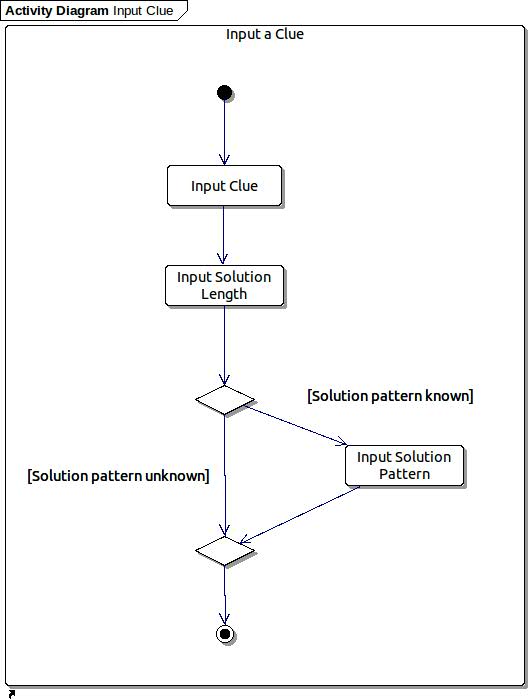 Activity Diagram Input Clue
Input a Clue
Input Clue
Input Solution
Length
[Solution pattern known]
Input Solution
Pattern
[Solution pattern unknown]